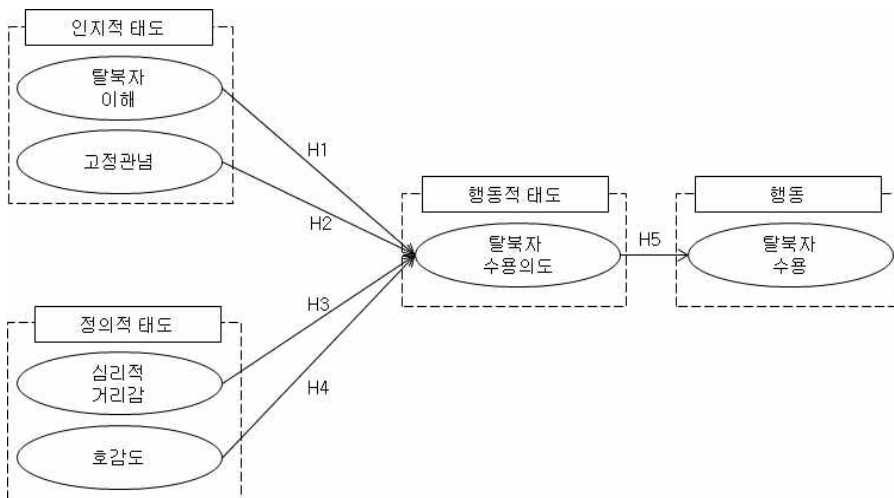 인지적 태도
탈북자
이해
고정관념
H1
H2
행동적 태도
탈북자
수용의도
H5
행동
탈북자
수용
정의적 태도
심리적
거리감
H3
H4
호감도